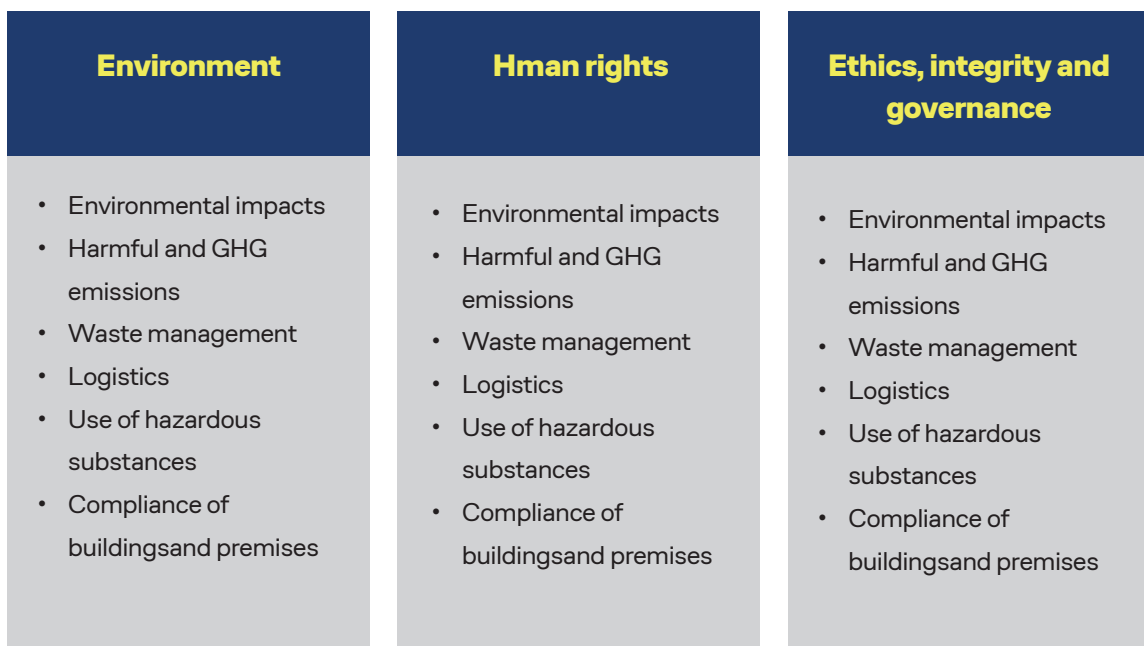 Environment
• Environmental impacts
• Harmful and GHG
emissions
• Waste management
• Logistics
• Use of hazardous
substances
• Compliance of
buildingsand premises
Hman rights
• Environmental impacts
• Harmful and GHG
emissions
• Waste management
• Logistics
• Use of hazardous
substances
• Compliance of
buildingsand premises
Ethics, integrity and
governance
• Environmental impacts
• Harmful and GHG
emissions
• Waste management
• Logistics
• Use of hazardous
substances
• Compliance of
buildingsand premises